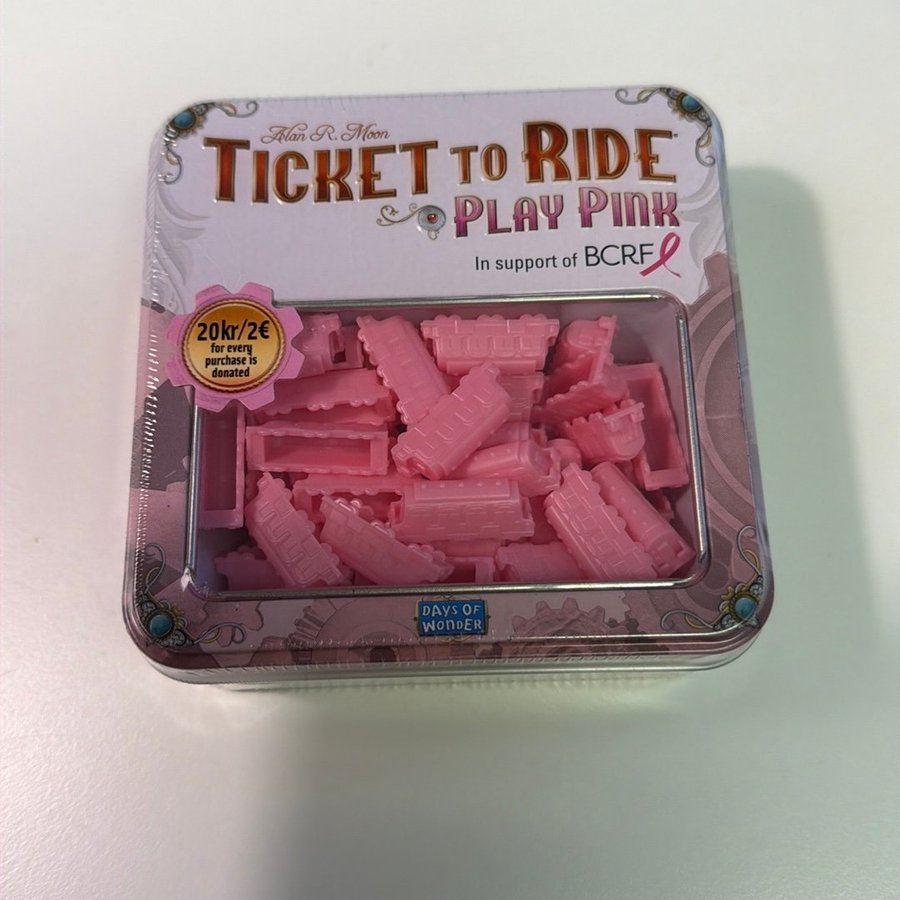 Alan R. Moon
TICKET TO RIDE®
PLAY PINK
In support of BCRF
20kr/2€
for every
purchase is
donated
DAYS OF
WONDER